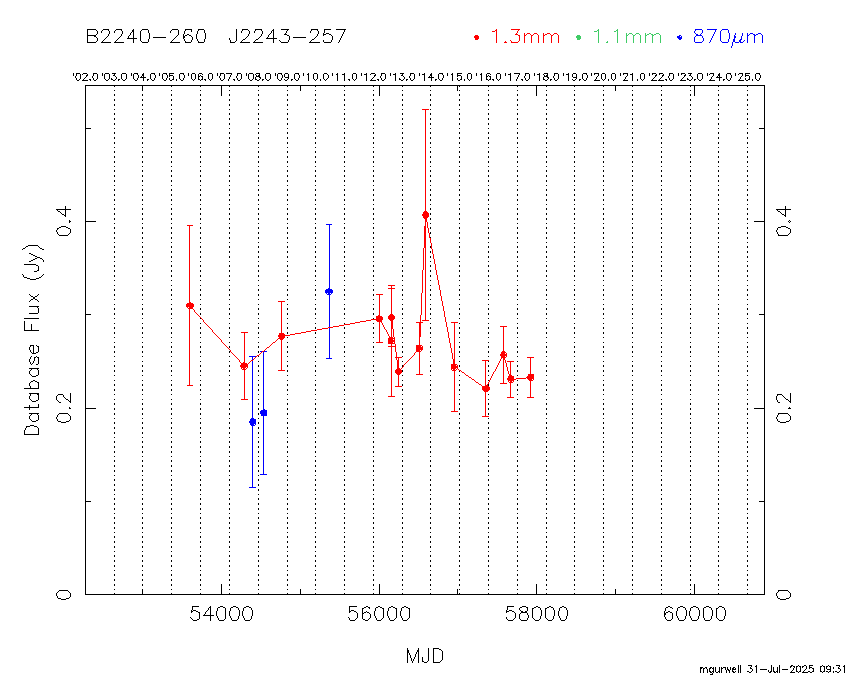 B2240-260 J2243-257 1.3mm 1.1mm 870μm
'02.0 '03.0 '04.0 '05.0 '06.0 '07.0 '08.0 '09.0 '10.0 '11.0 '12.0 '13.0 '14.0 '15.0 '16.0 '17.0 '18.0 '19.0 '20.0 '21.0 '22.0 '23.0 '24.0 '25.0
0.4 0.4
Database Flux (Jy)
0.2 0.2
0 0
54000 56000 58000 60000
MJD
mgurwell 31-Jul-2025 09:31